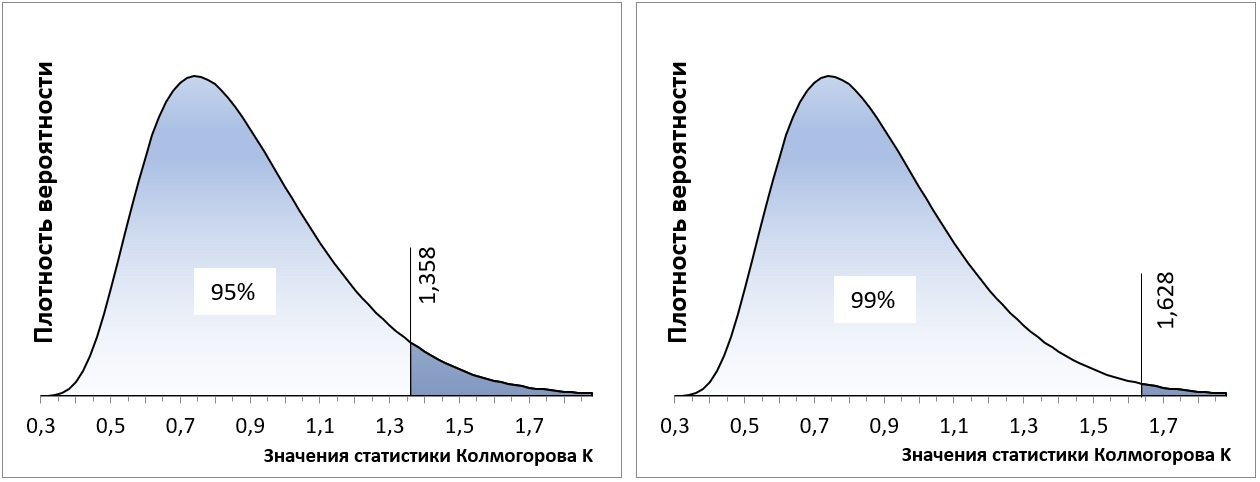 Плотность вероятности
95%
1,358
0,3 0,5 0,7 0,9 1,1 1,3 1,5 1,7
Значения статистики Колмогорова K
Плотность вероятности
99%
1,628
0,3 0,5 0,7 0,9 1,1 1,3 1,5 1,7
Значения статистики Колмогорова K